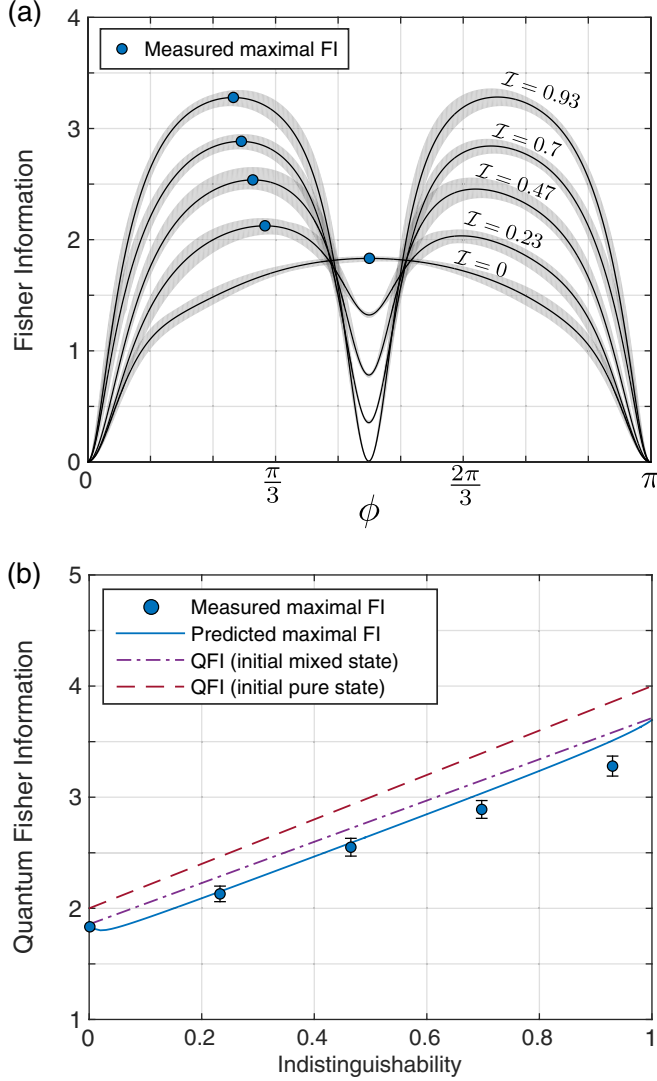 (a)
4
3
2
1
0
Fisher Information
Measured maximal FI
ℐ = 0.93
ℐ = 0.7
ℐ = 0.47
ℐ = 0.23
ℐ = 0
0
π/3
2π/3
π
ϕ
(b)
5
4
3
2
1
Quantum Fisher Information
Measured maximal FI
Predicted maximal FI
QFI (initial mixed state)
QFI (initial pure state)
0
0.2
0.4
0.6
0.8
1
Indistinguishability